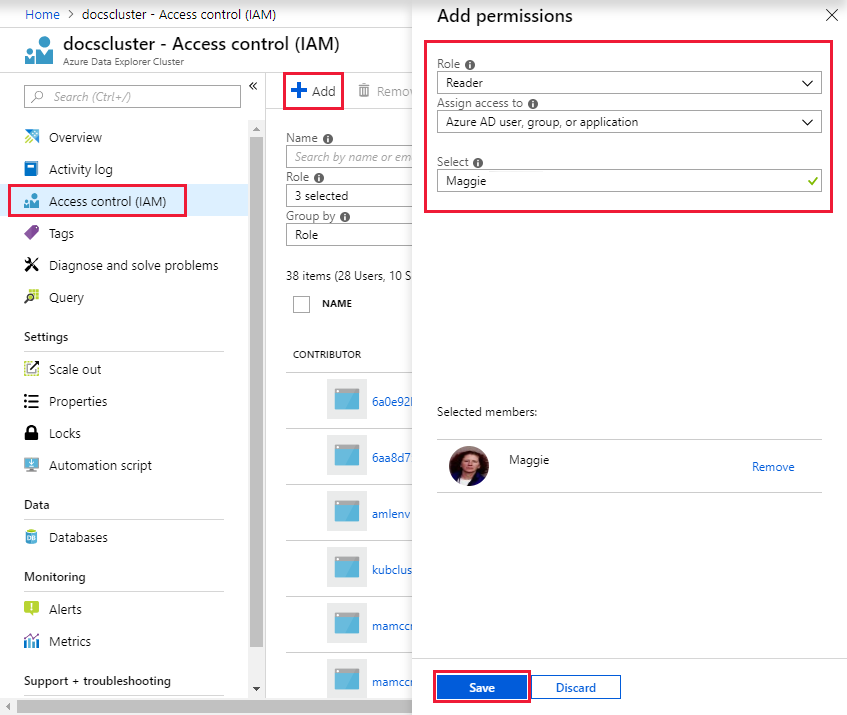 Home > docscluster - Access control (IAM)
docscluster - Access control (IAM)
Azure Data Explorer Cluster
Search (Ctrl+/)
«
Overview
Activity log
Access control (IAM)
Tags
Diagnose and solve problems
Query
Settings
Scale out
Properties
Locks
Automation script
Data
Databases
Monitoring
Alerts
Metrics
Support + troubleshooting
Add
Remov
Name
Search by name or em
Role
3 selected
Group by
Role
38 items (28 Users, 10 S
NAME
CONTRIBUTOR
6a0e92
6aa8d7
amlenv
kubclus
mamccr
mamccr
Add permissions
Role
Reader
Assign access to
Azure AD user, group, or application
Select
Maggie
Selected members:
Maggie
Remove
Save
Discard